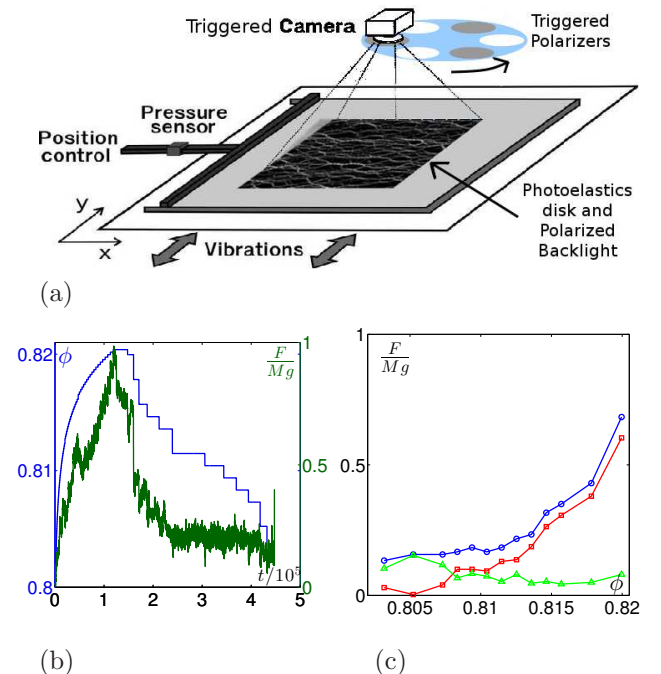 Triggered Camera
Triggered
Polarizers
Pressure
sensor
Position
control
y
x
Vibrations
Photoelastics
disk and
Polarized
Backlight
(a)
0.82
ϕ
F
Mg
1
0.81
0.5
0.8
t/10⁵
0
0 1 2 3 4 5
(b)
1
F
Mg
0.5
0
ϕ
0.805 0.81 0.815 0.82
(c)